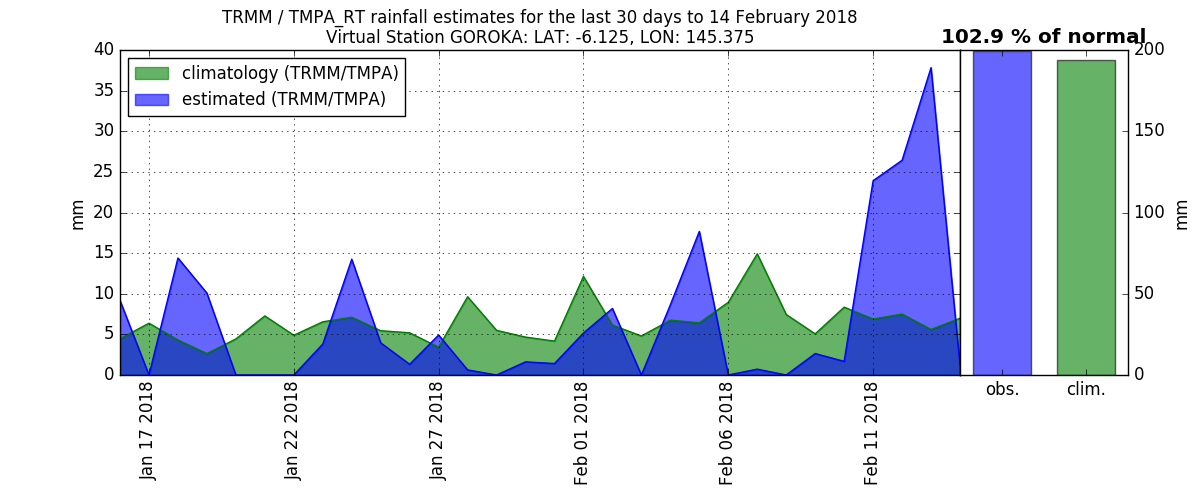 TRMM / TMPA_RT rainfall estimates for the last 30 days to 14 February 2018
Virtual Station GOROKA: LAT: -6.125, LON: 145.375
102.9 % of normal
climatology (TRMM/TMPA)
estimated (TRMM/TMPA)
40
35
30
25
20
15
10
5
0
mm
200
150
100
50
0
mm
obs.
clim.
Jan 17 2018
Jan 22 2018
Jan 27 2018
Feb 01 2018
Feb 06 2018
Feb 11 2018